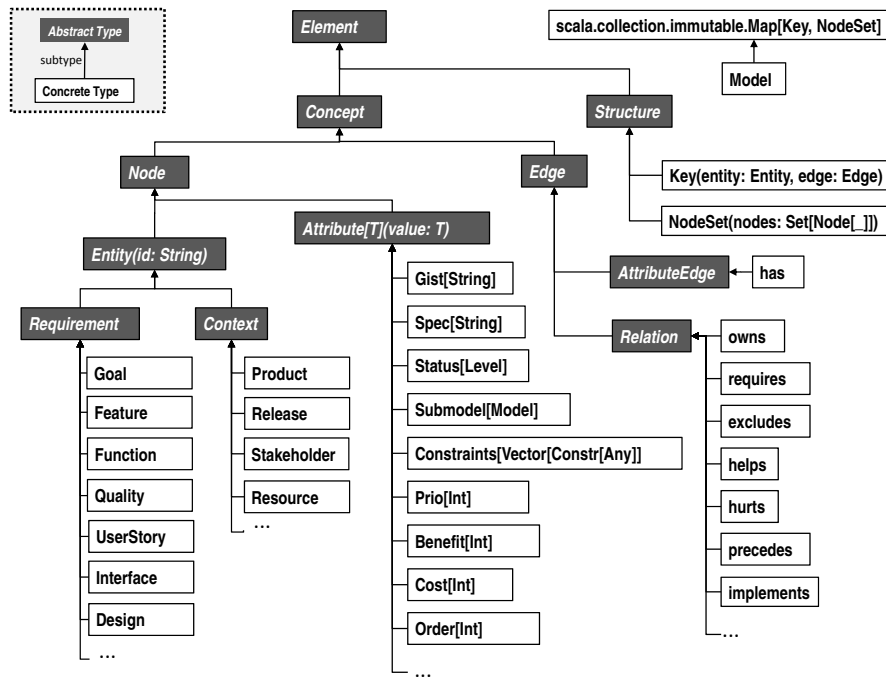 Abstract Type
subtype
Concrete Type
Element
scala.collection.immutable.Map[Key, NodeSet]
Model
Concept
Structure
Node
Edge
Key(entity: Entity, edge: Edge)
NodeSet(nodes: Set[Node[_]])
Entity(id: String)
Attribute[T](value: T)
AttributeEdge
has
Requirement
Context
Relation
Goal
Feature
Function
Quality
UserStory
Interface
Design
...
Product
Release
Stakeholder
Resource
...
Gist[String]
Spec[String]
Status[Level]
Submodel[Model]
Constraints[Vector[Constr[Any]]
Prio[Int]
Benefit[Int]
Cost[Int]
Order[Int]
...
owns
requires
excludes
helps
hurts
precedes
implements
...